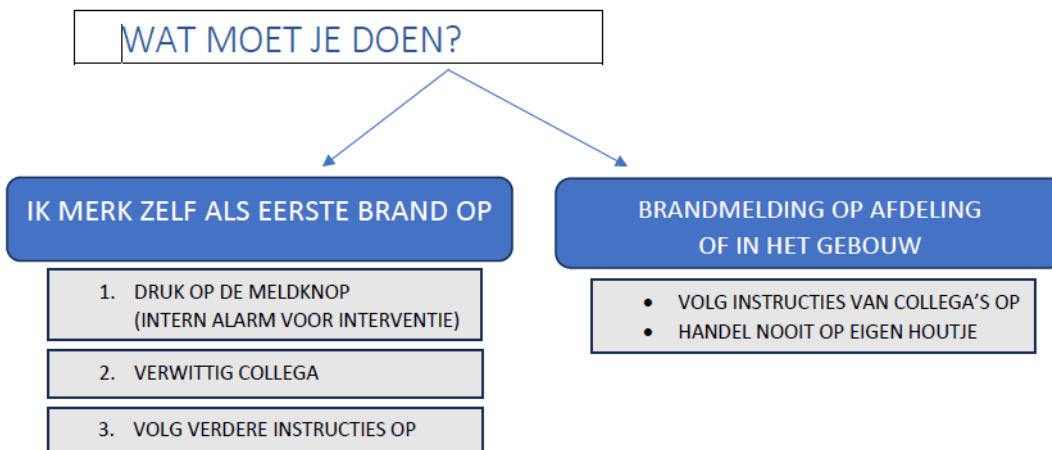 WAT MOET JE DOEN?
IK MERK ZELF ALS EERSTE BRAND OP
1. DRUK OP DE MELDKNOP
(INTERN ALARM VOOR INTERVENTIE)
2. VERWITTIG COLLEGA
3. VOLG VERDERE INSTRUCTIES OP
BRANDMELDING OP AFDELING
OF IN HET GEBOUW
• VOLG INSTRUCTIES VAN COLLEGA'S OP
• HANDEL NOOIT OP EIGEN HOUTJE